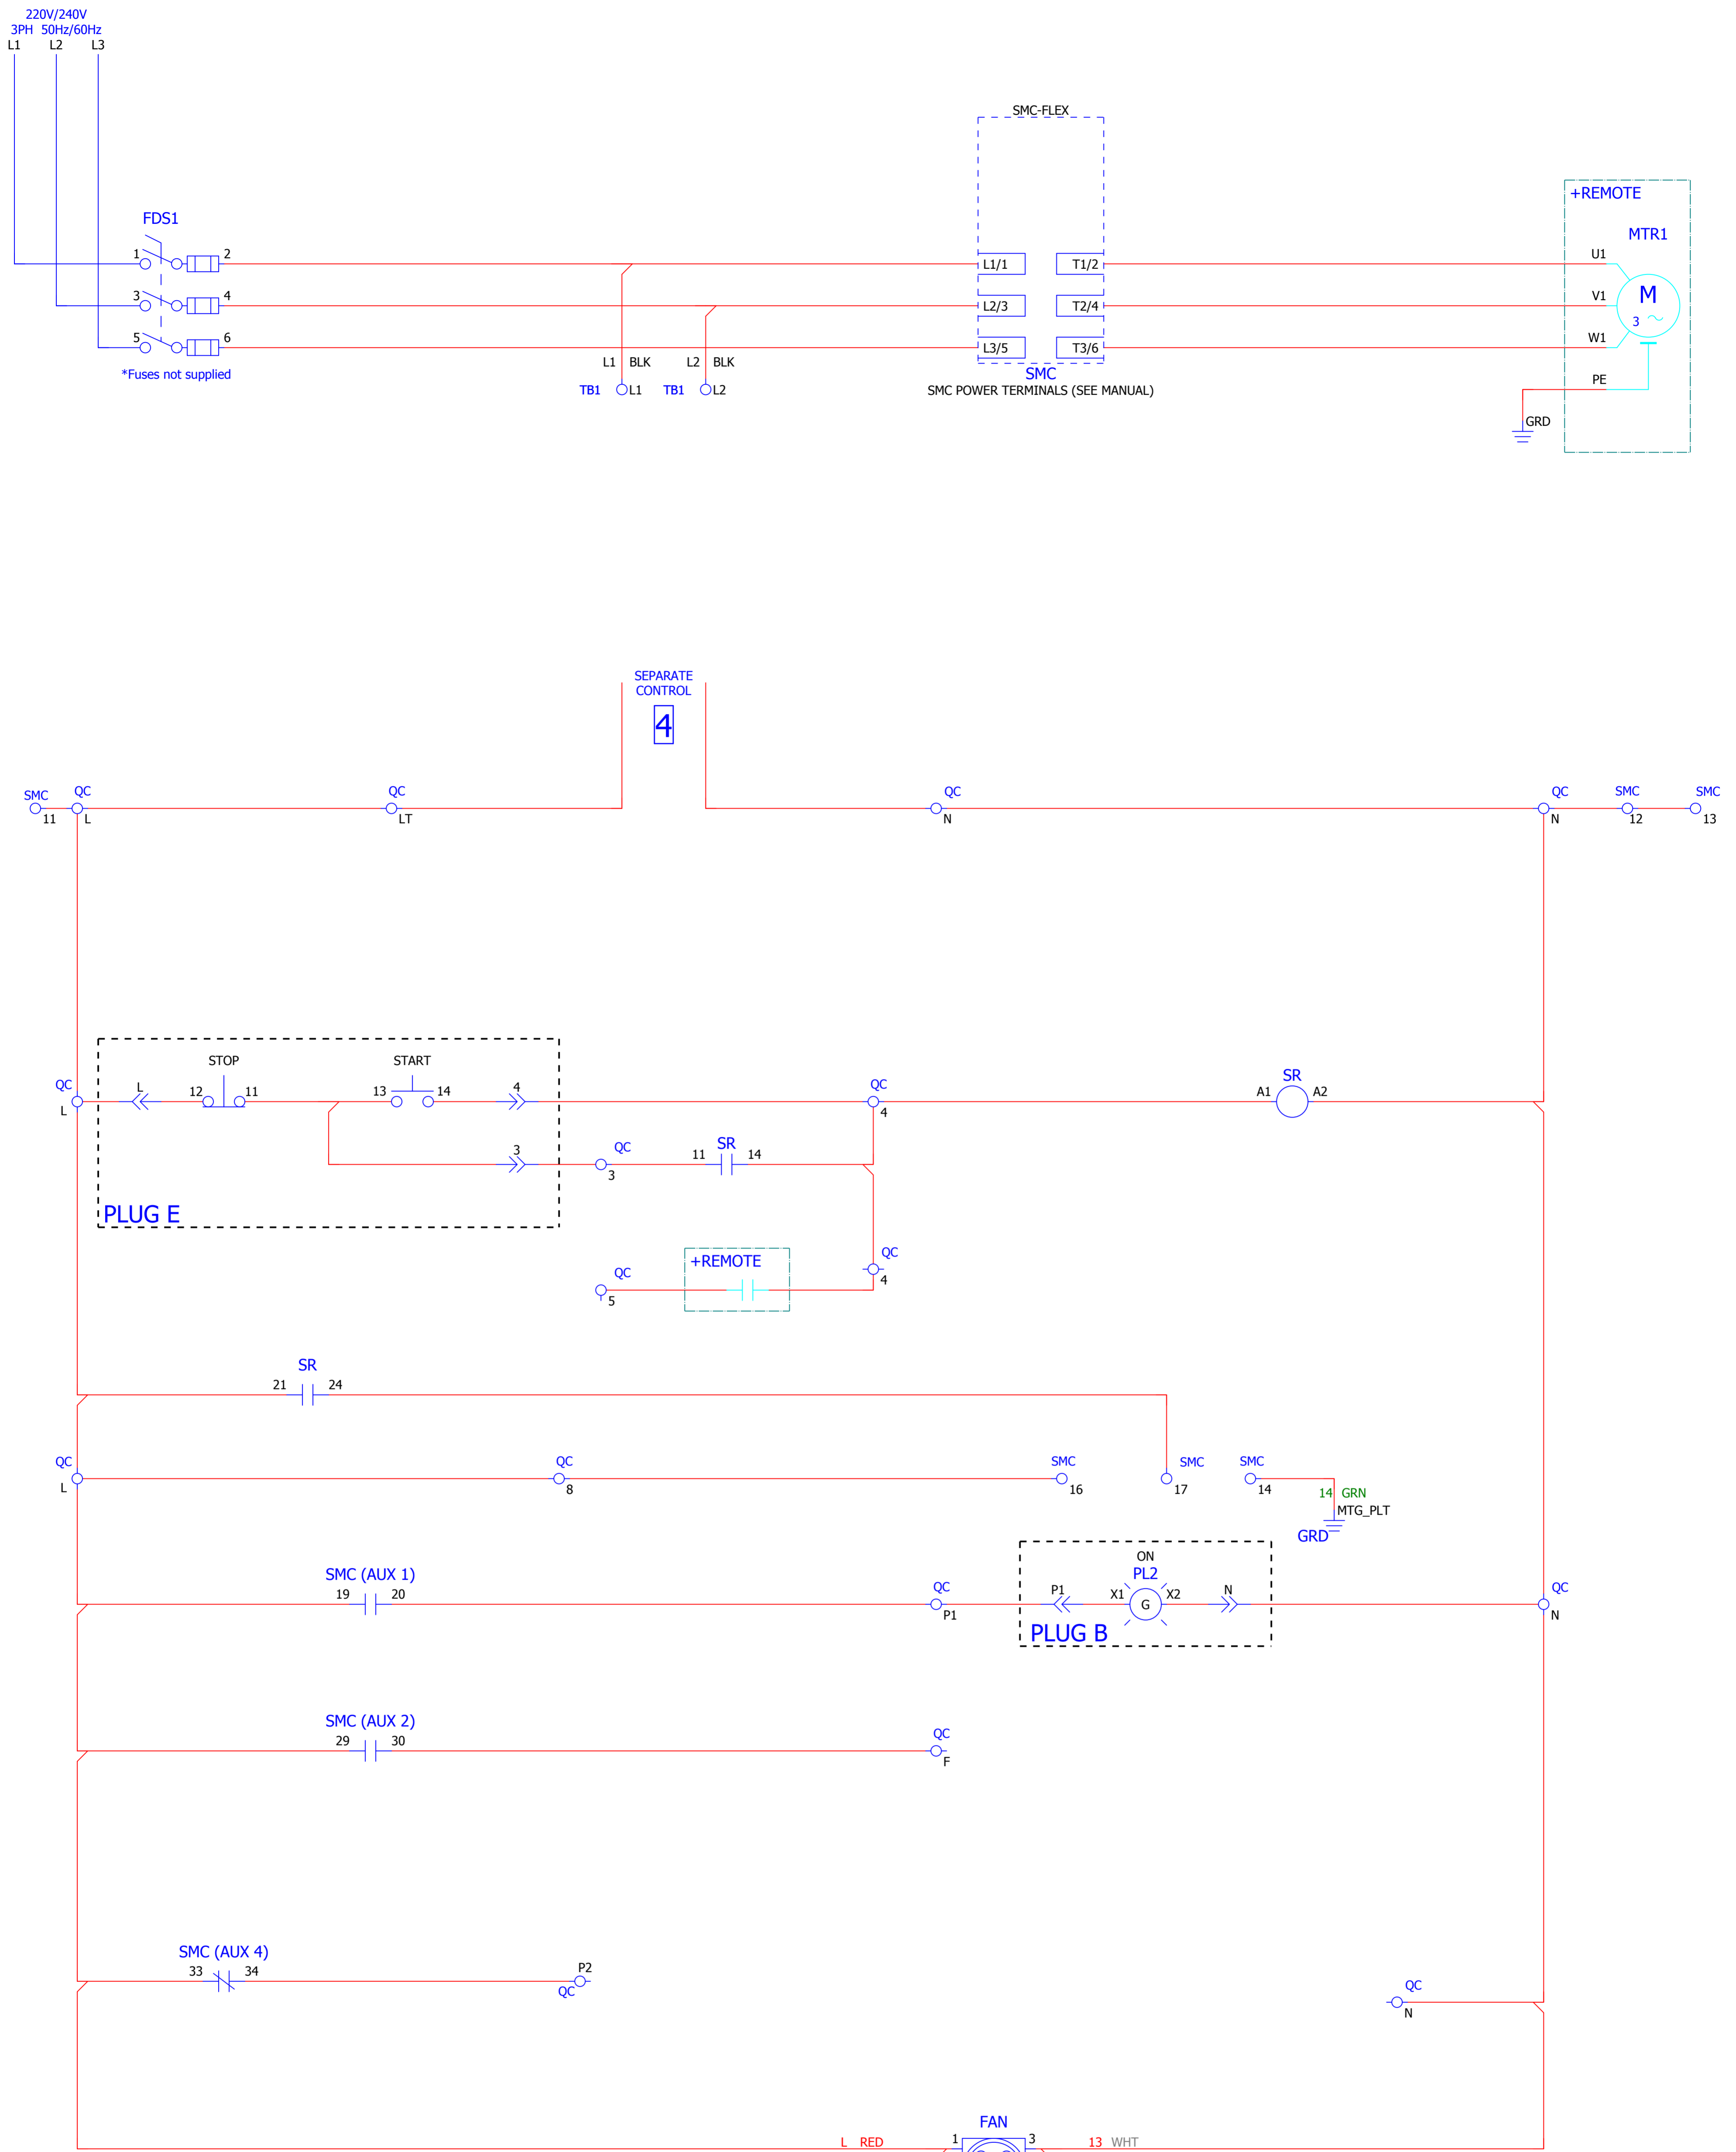 220V/240V
3PH 50Hz/60Hz
L1 L2 L3
SMC-FLEX
+REMOTE
FDS1
MTR1
1 2 L1/1 T1/2 U1
3 4 L2/3 T2/4 V1 M
3
5 6 L3/5 T3/6 W1
L1 BLK L2 BLK
*Fuses not supplied
SMC
PE
TB1 L1 TB1 L2
SMC POWER TERMINALS (SEE MANUAL)
GRD
SEPARATE
CONTROL
4
SMC QC QC QC QC SMC SMC
11 L LT N N 12 13
STOP START
QC L 12 11 13 14 4 QC SR
L 4 A1 A2
3 QC 11 SR 14
3
PLUG E
+REMOTE QC
QC 4
5
SR
21 24
QC QC SMC SMC SMC
L 8 16 17 14
14 GRN
MTG_PLT
GRD
ON
SMC (AUX 1) PL2
19 20 QC P1 X1 G X2 N QC
P1 N
PLUG B
SMC (AUX 2)
29 30 QC
F
SMC (AUX 4)
33 34 P2
QC
QC
N
FAN
L RED 1 3 13 WHT